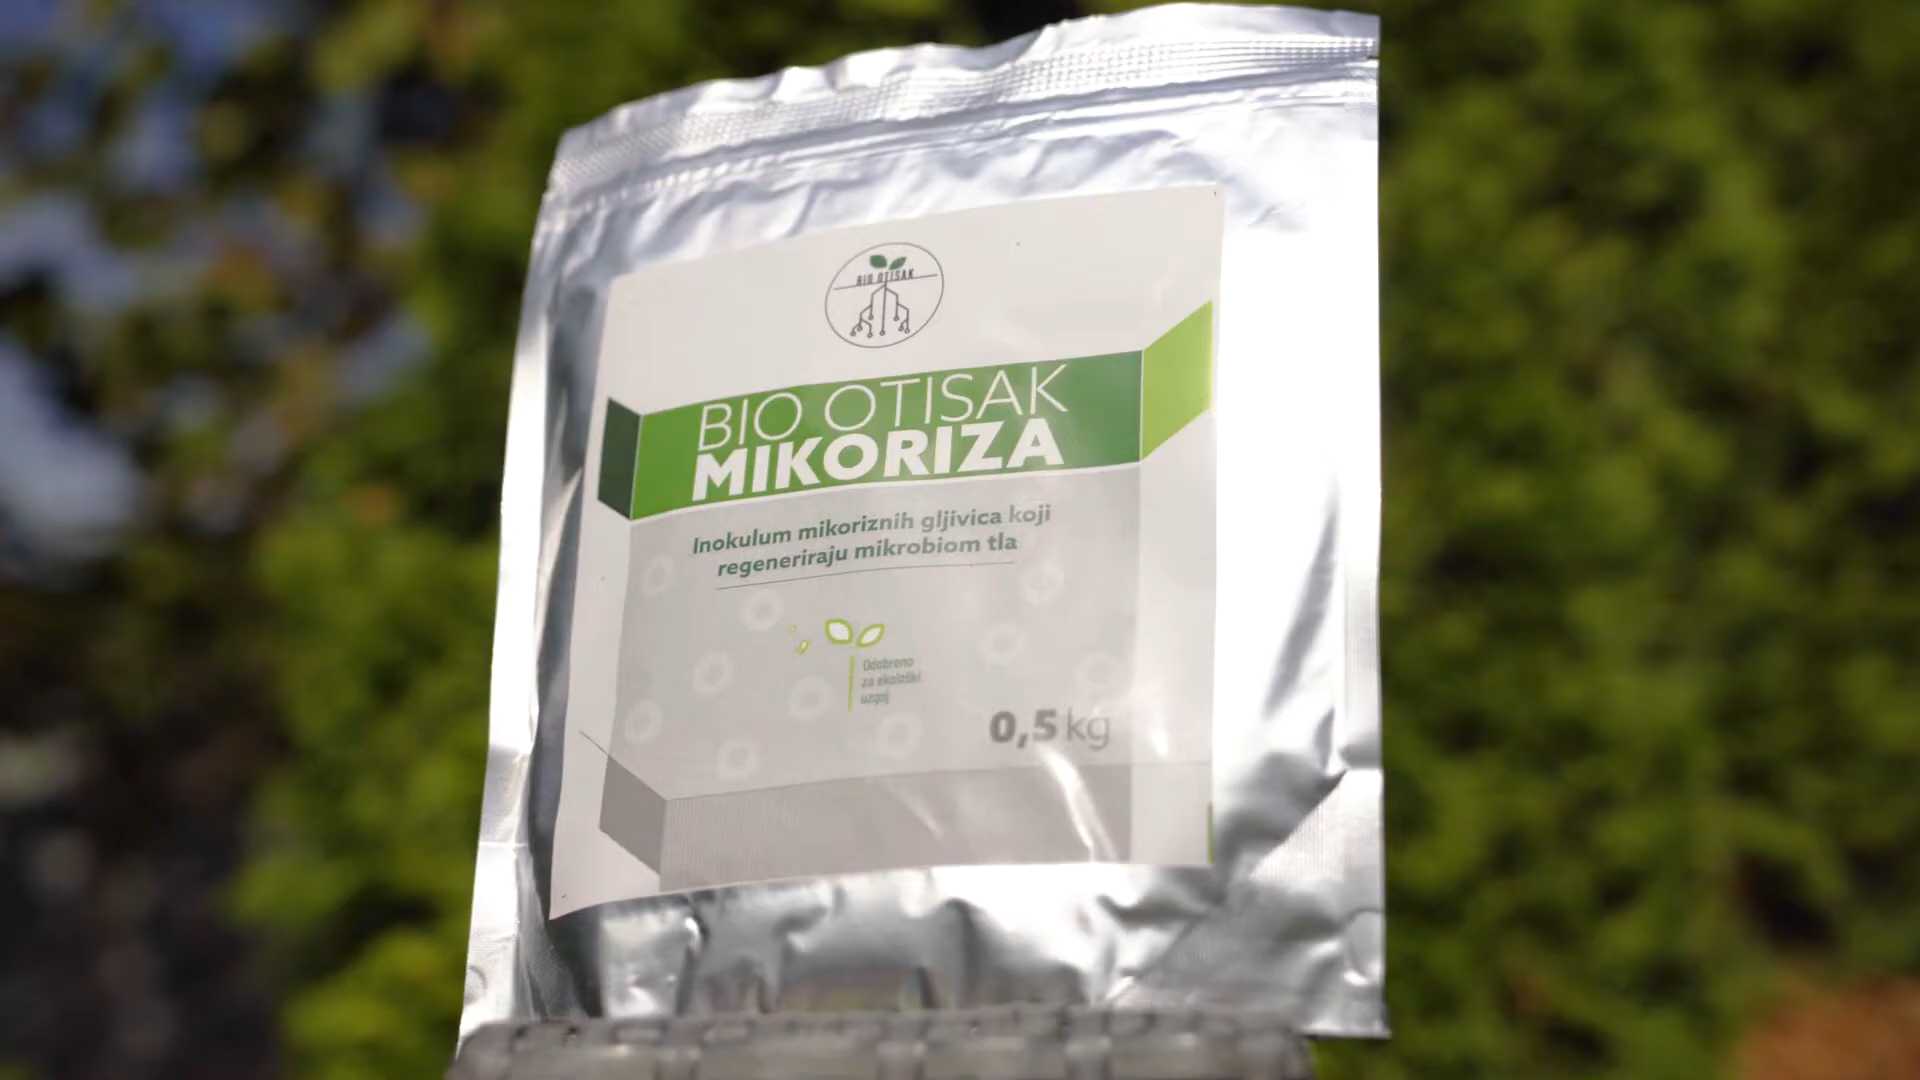 BIO OTISAK
BIO OTISAK
MIKORIZA
Inokulum mikoriznih gljivica koji
regeneriraju mikrobiom tla
Odobreno
za ekološki
uzgoj
0,5 kg